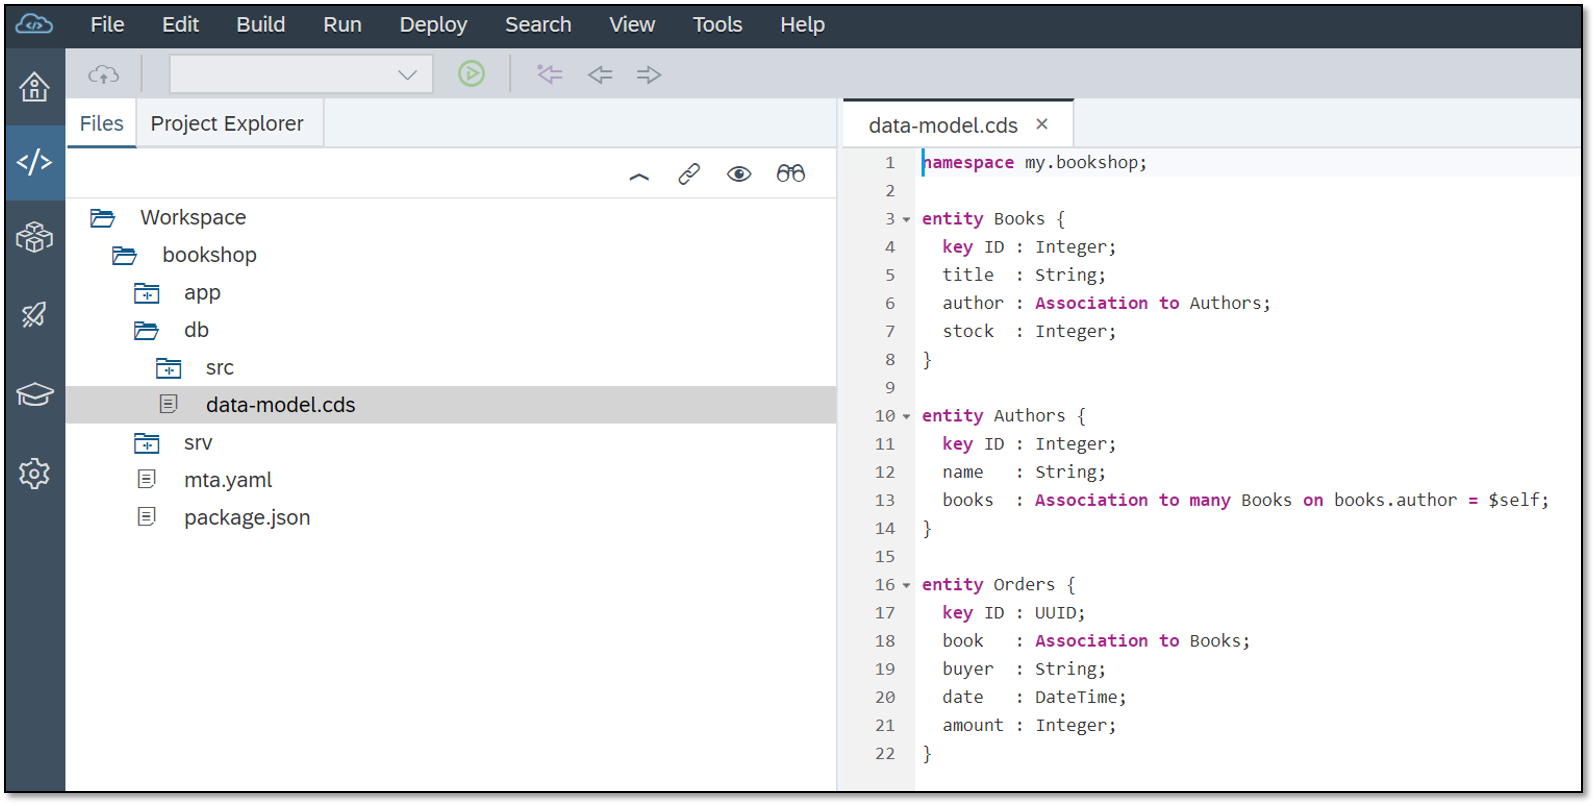 File Edit Build Run Deploy Search View Tools Help
Files Project Explorer
Workspace
bookshop
app
db
src
data-model.cds
srv
mta.yaml
package.json
data-model.cds ×
1 namespace my.bookshop;
2
3 entity Books {
4   key ID : Integer;
5   title  : String;
6   author : Association to Authors;
7   stock  : Integer;
8 }
9
10 entity Authors {
11   key ID : Integer;
12   name   : String;
13   books  : Association to many Books on books.author = $self;
14 }
15
16 entity Orders {
17   key ID : UUID;
18   book   : Association to Books;
19   buyer  : String;
20   date   : DateTime;
21   amount : Integer;
22 }